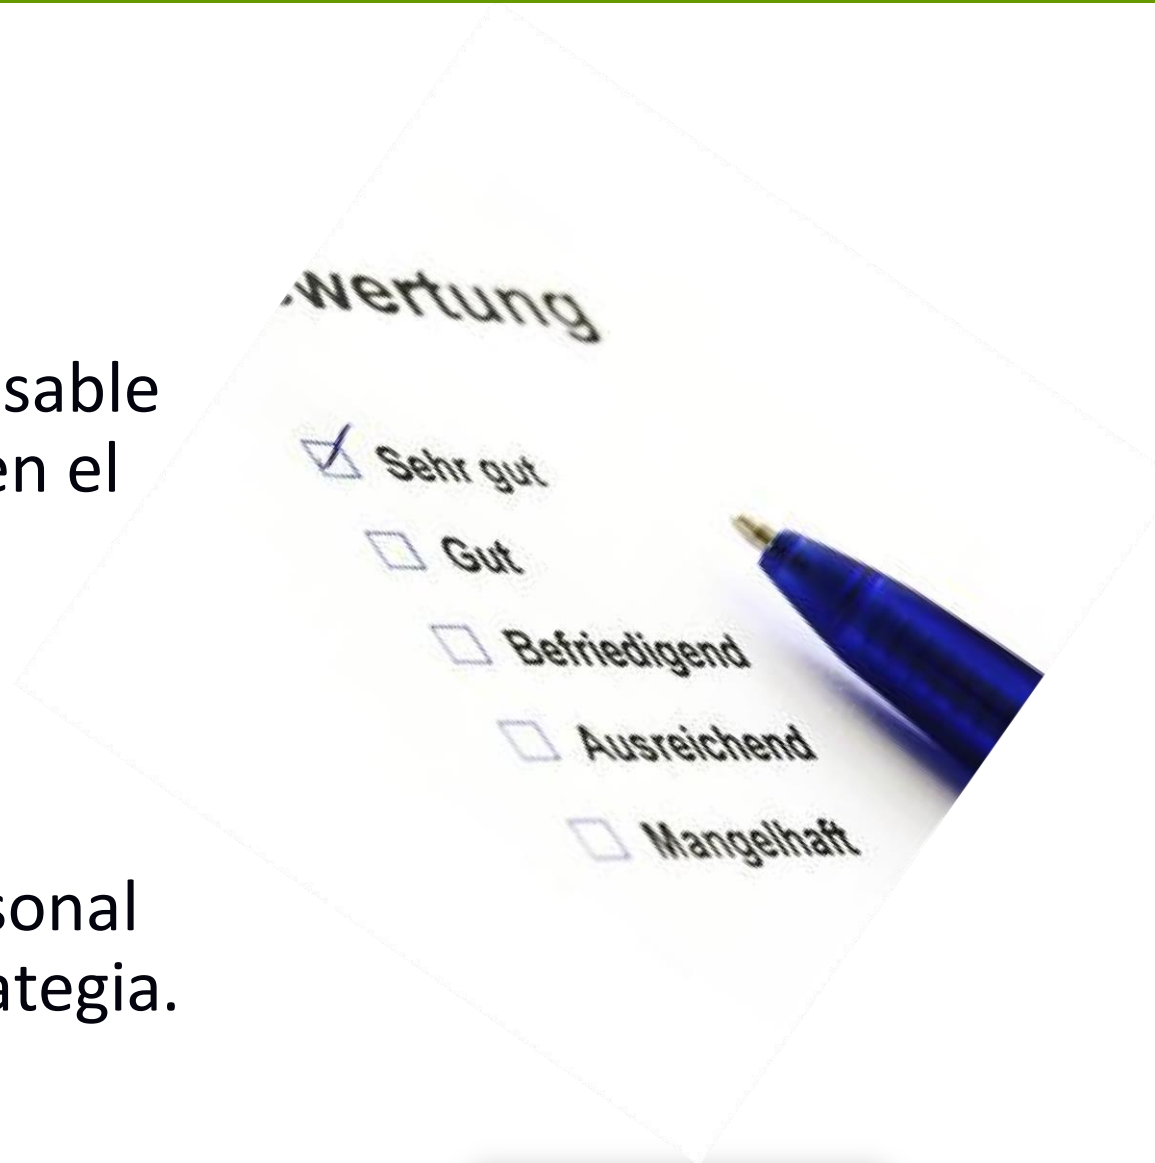 sable
en el
sonal
ategia.
wertung
Sehr gut
Gut
Befriedigend
Ausreichend
Mangelhaft